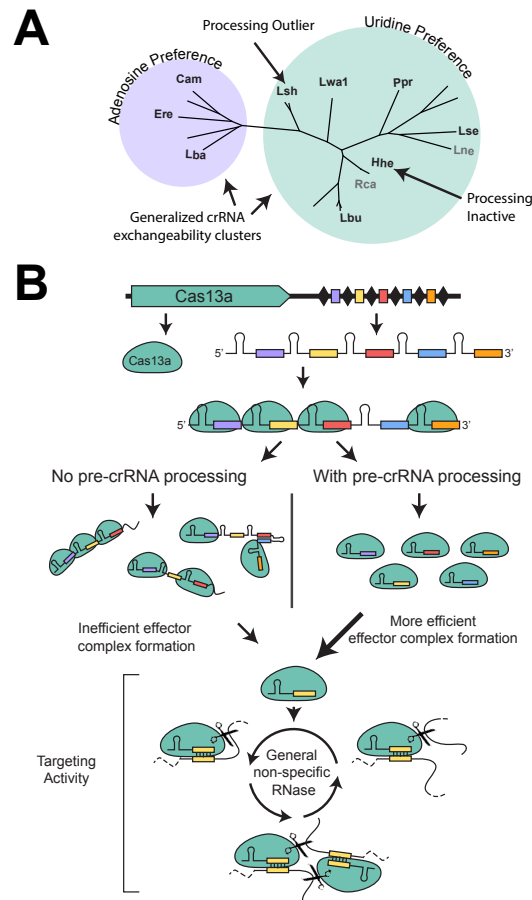 A
Adenosine Preference
Uridine Preference
Processing Outlier
Cam
Ere
Lba
Lsh
Lwa1
Ppr
Lse
Lne
Hhe
Rca
Lbu
Processing
Inactive
Generalized crRNA
exchangeability clusters
B
Cas13a
Cas13a
5'
3'
5'
3'
No pre-crRNA processing
With pre-crRNA processing
Inefficient effector
complex formation
More efficient
effector complex formation
Targeting
Activity
General
non-specific
RNase